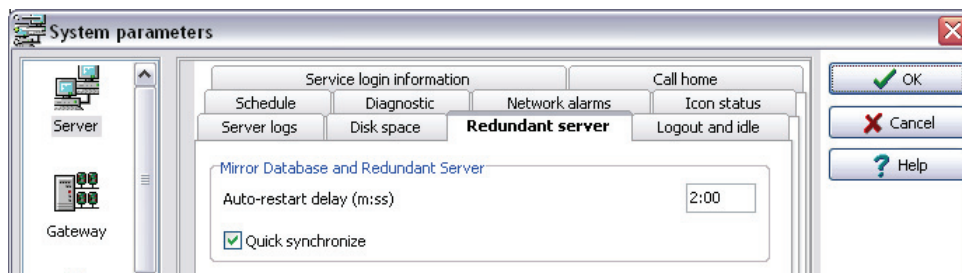 System parameters
Service login information Call home
Schedule Diagnostic Network alarms Icon status
Server logs Disk space Redundant server Logout and idle
Mirror Database and Redundant Server
Auto-restart delay (m:ss) 2:00
Quick synchronize
Server
Gateway
OK
Cancel
Help